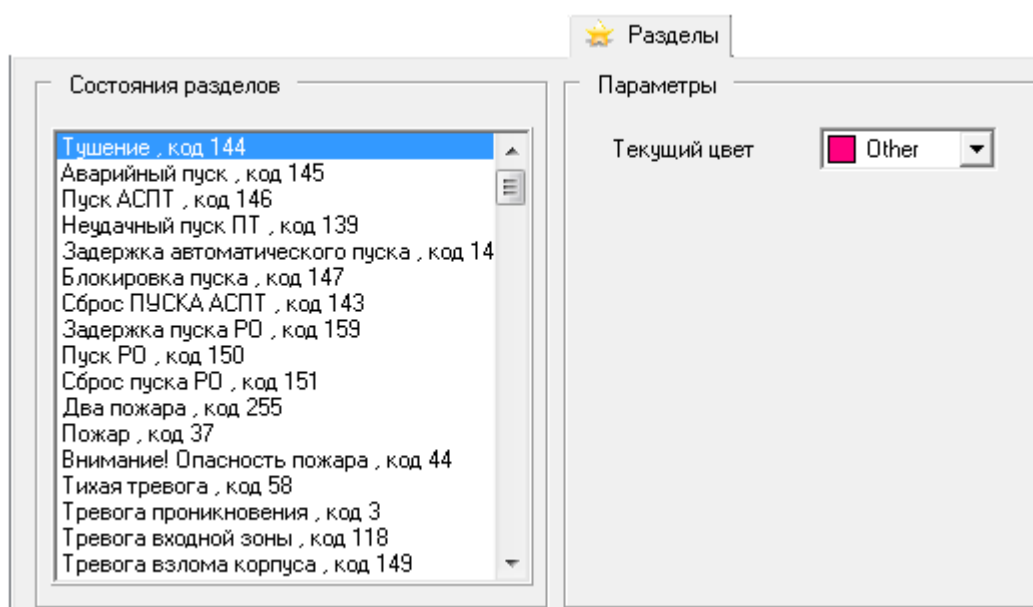 Разделы
Состояния разделов
Тушение , код 144
Аварийный пуск , код 145
Пуск АСПТ , код 146
Неудачный пуск ПТ , код 139
Задержка автоматического пуска , код 14
Блокировка пуска , код 147
Сброс ПУСКА АСПТ , код 143
Задержка пуска РО , код 159
Пуск РО , код 150
Сброс пуска РО , код 151
Два пожара , код 255
Пожар , код 37
Внимание! Опасность пожара , код 44
Тихая тревога , код 58
Тревога проникновения , код 3
Тревога входной зоны , код 118
Тревога взлома корпуса , код 149
Параметры
Текущий цвет
Other